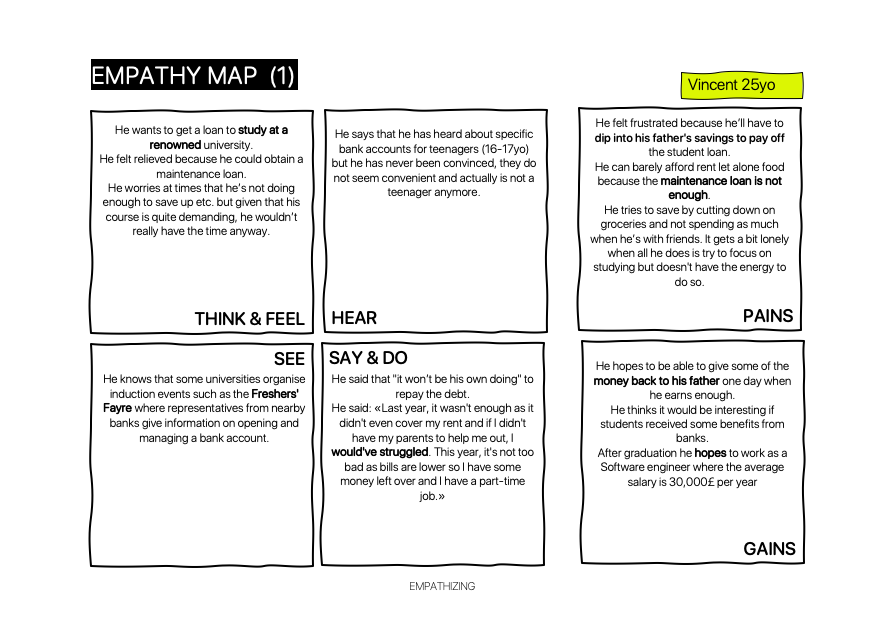 EMPATHY MAP (1)
Vincent 25yo
He wants to get a loan to study at a
renowned university.
He felt relieved because he could obtain a
maintenance loan.
He worries at times that he's not doing
enough to save up etc. but given that his
course is quite demanding, he wouldn't
really have the time anyway.
THINK & FEEL
He says that he has heard about specific
bank accounts for teenagers (16-17yo)
but he has never been convinced, they do
not seem convenient and actually is not a
teenager anymore.
HEAR
He felt frustrated because he'll have to
dip into his father's savings to pay off
the student loan.
He can barely afford rent let alone food
because the maintenance loan is not
enough.
He tries to save by cutting down on
groceries and not spending as much
when he's with friends. It gets a bit lonely
when all he does is try to focus on
studying but doesn't have the energy to
do so.
PAINS
SEE
He knows that some universities organise
induction events such as the Freshers'
Fayre where representatives from nearby
banks give information on opening and
managing a bank account.
SAY & DO
He said that "it won't be his own doing" to
repay the debt.
He said: «Last year, it wasn't enough as it
didn't even cover my rent and if I didn't
have my parents to help me out, I
would've struggled. This year, it's not too
bad as bills are lower so I have some
money left over and I have a part-time
job.»
He hopes to be able to give some of the
money back to his father one day when
he earns enough.
He thinks it would be interesting if
students received some benefits from
banks.
After graduation he hopes to work as a
Software engineer where the average
salary is 30,000£ per year
GAINS
EMPATHIZING